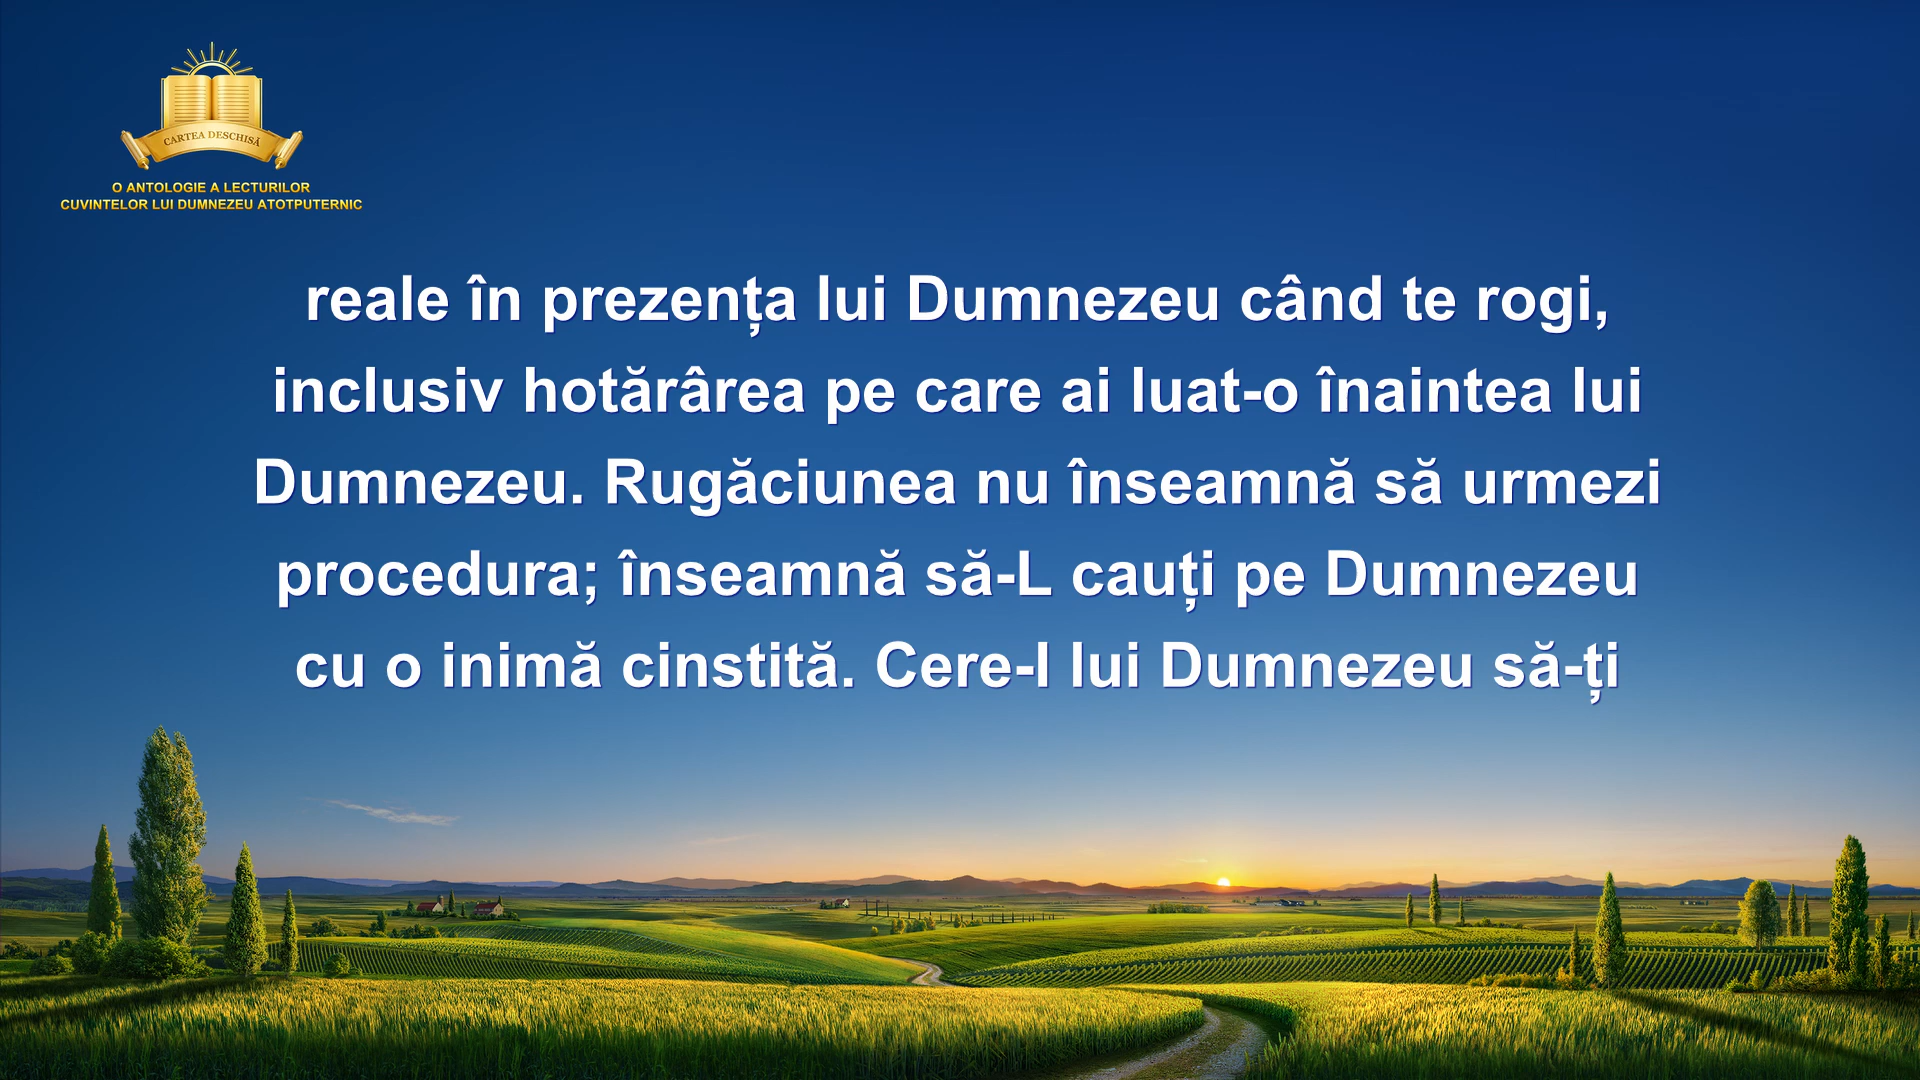 CARTEA DESCHISĂ
O ANTOLOGIE A LECTURILOR
CUVINTELOR LUI DUMNEZEU ATOTPUTERNIC
reale în prezența lui Dumnezeu când te rogi,
inclusiv hotărârea pe care ai luat-o înaintea lui
Dumnezeu. Rugăciunea nu înseamnă să urmezi
procedura; înseamnă să-L cauți pe Dumnezeu
cu o inimă cinstită. Cere-I lui Dumnezeu să-ți